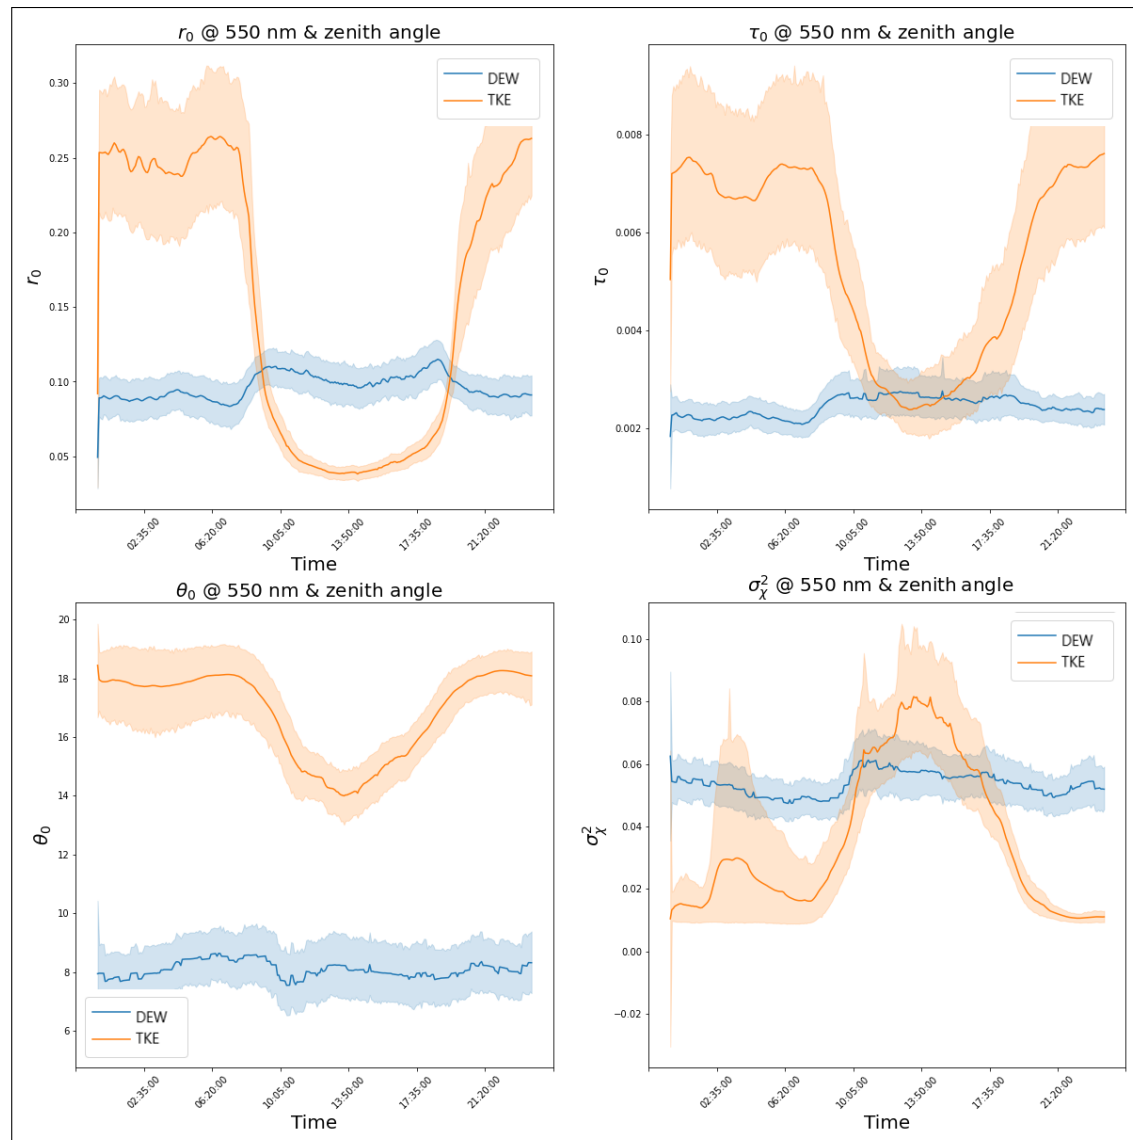 r₀ @ 550 nm & zenith angle
DEW
TKE
0.30
0.25
0.20
0.15
0.10
0.05
r₀
02:35:00
06:20:00
10:05:00
13:50:00
17:35:00
21:20:00
Time
τ₀ @ 550 nm & zenith angle
DEW
TKE
0.008
0.006
0.004
0.002
τ₀
02:35:00
06:20:00
10:05:00
13:50:00
17:35:00
21:20:00
Time
θ₀ @ 550 nm & zenith angle
20
18
16
14
12
10
8
6
θ₀
DEW
TKE
02:35:00
06:20:00
10:05:00
13:50:00
17:35:00
21:20:00
Time
σ²ᵪ @ 550 nm & zenith angle
DEW
TKE
0.10
0.08
0.06
0.04
0.02
0.00
−0.02
σ²ᵪ
02:35:00
06:20:00
10:05:00
13:50:00
17:35:00
21:20:00
Time